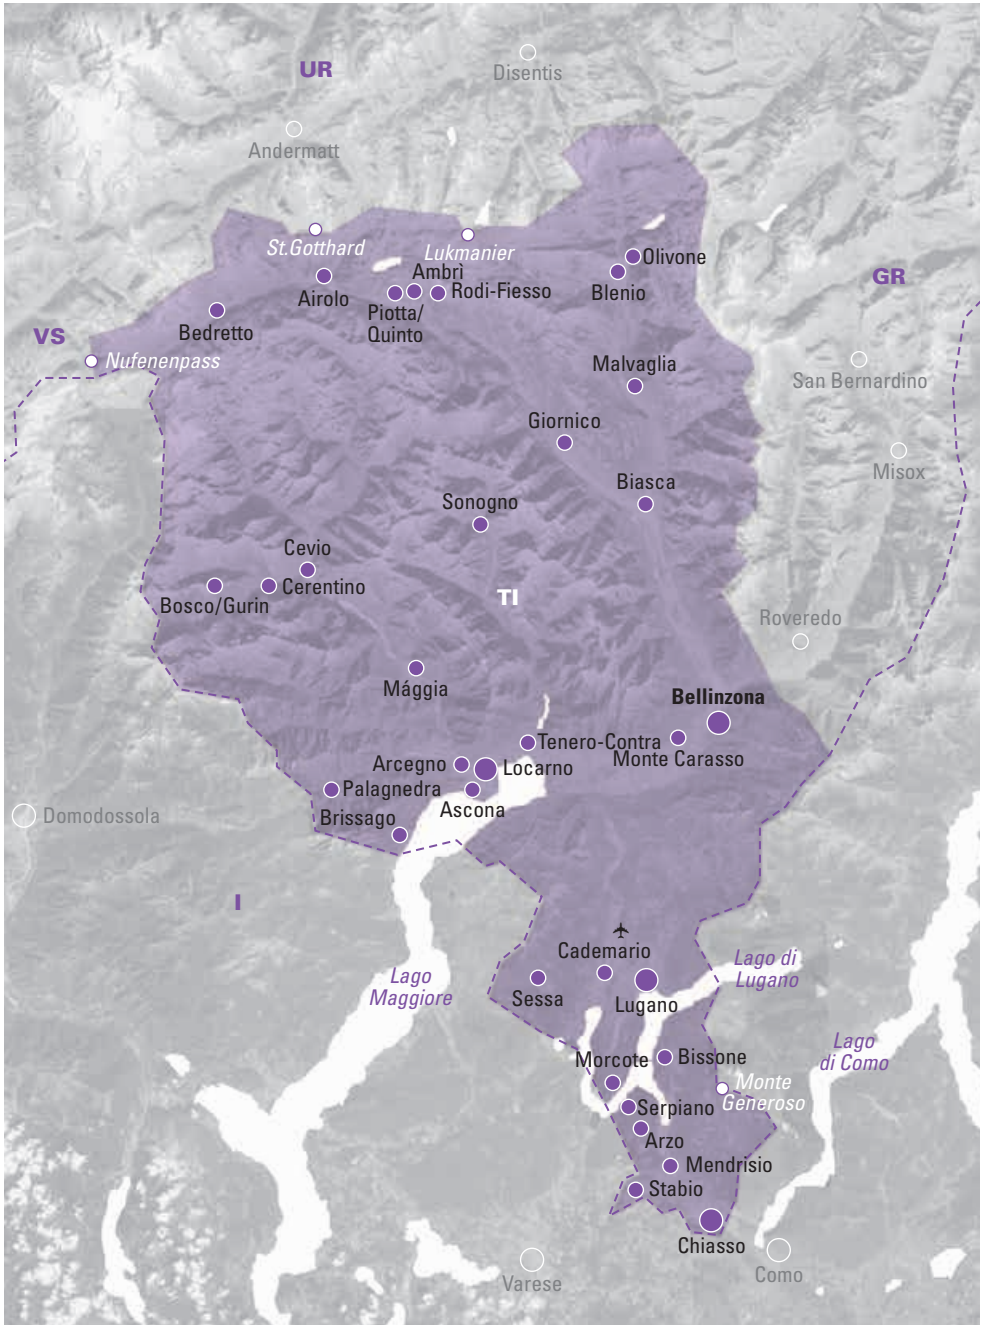 UR
Disentis
Andermatt
St.Gotthard
Lukmanier
Olivone
Ambrì
Blenio
GR
Airolo
Rodi-Fiesso
Piotta/
Quinto
Bedretto
VS
Nufenenpass
Malvaglia
San Bernardino
Giornico
Misox
Biasca
Sonogno
Cevio
Cerentino
Bosco/Gurin
TI
Roveredo
Mággia
Bellinzona
Tenero-Contra
Monte Carasso
Arcegno
Locarno
Palagnedra
Ascona
Brissago
Domodossola
I
Cademario
Lago di
Lugano
Lago
Maggiore
Sessa
Lugano
Lago
di Como
Morcote
Bissone
Monte
Generoso
Serpiano
Arzo
Mendrisio
Stabio
Chiasso
Como
Varese